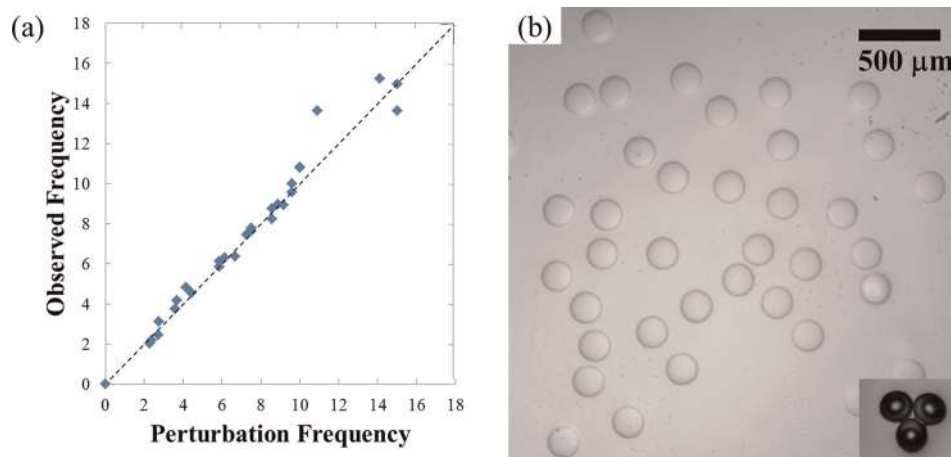 (a)
18
16
14
12
10
8
6
4
2
0
Observed Frequency
0 2 4 6 8 10 12 14 16 18
Perturbation Frequency
(b)
500 μm